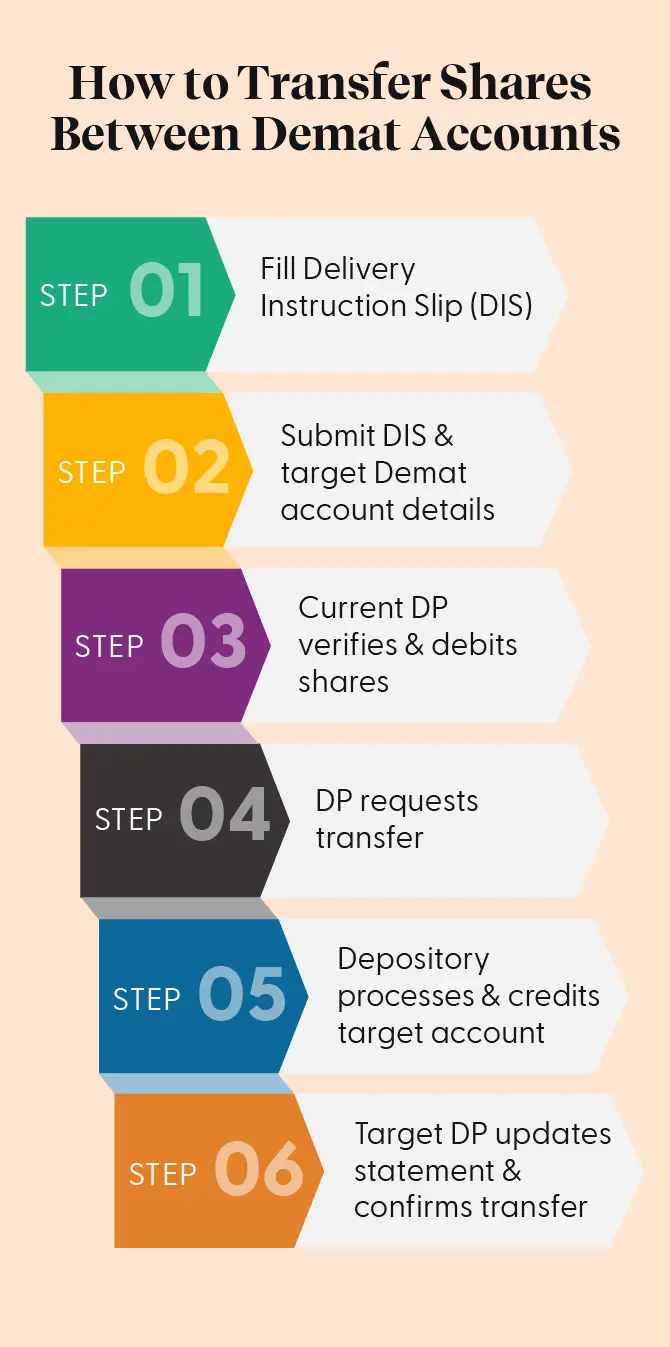 How to Transfer Shares
Between Demat Accounts
STEP 01
Fill Delivery
Instruction Slip (DIS)
STEP 02
Submit DIS &
target Demat
account details
STEP 03
Current DP
verifies & debits
shares
STEP 04
DP requests
transfer
STEP 05
Depository
processes & credits
target account
STEP 06
Target DP updates
statement &
confirms transfer